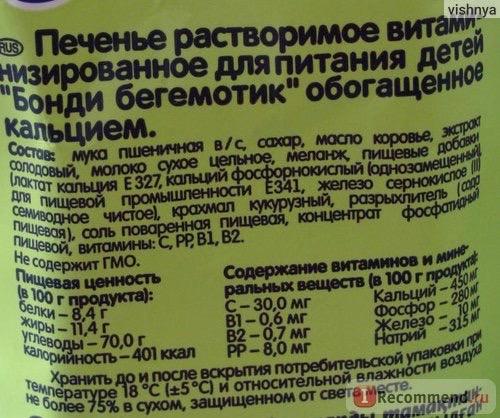 vishnya
RUS Печенье растворимое витами-
низированное для питания детей
"Бонди бегемотик" обогащенное
кальцием.
Состав: мука пшеничная в/с, сахар, масло коровье, экстракт
солодовый, молоко сухое цельное, меланж, пищевые добавки
(лактат кальция Е 327, кальций фосфорнокислый (однозамещенный)
для пищевой промышленности Е341, железо сернокислое (II)
семиводное чистое), крахмал кукурузный, разрыхлитель (сода
пищевая), соль поваренная пищевая, концентрат фосфатидный
пищевой, витамины: С, РР, В1, В2.
Не содержит ГМО.
Пищевая ценность
(в 100 г продукта):
белки – 8,4 г
жиры – 11,4 г
углеводы – 70,0 г
калорийность – 401 ккал
Содержание витаминов и мине-
ральных веществ (в 100 г продукта):
С – 30,0 мг
В1 – 0,6 мг
В2 – 0,7 мг
РР – 8,0 мг
Кальций – 450 мг
Фосфор – 280 мг
Железо – 10 мг
Натрий – 315 мг
Хранить до и после вскрытия потребительской упаковки при
температуре 18 °С (±5°С) и относительной влажности воздуха
не более 75% в сухом, защищенном от света месте.
I Recommend.ru